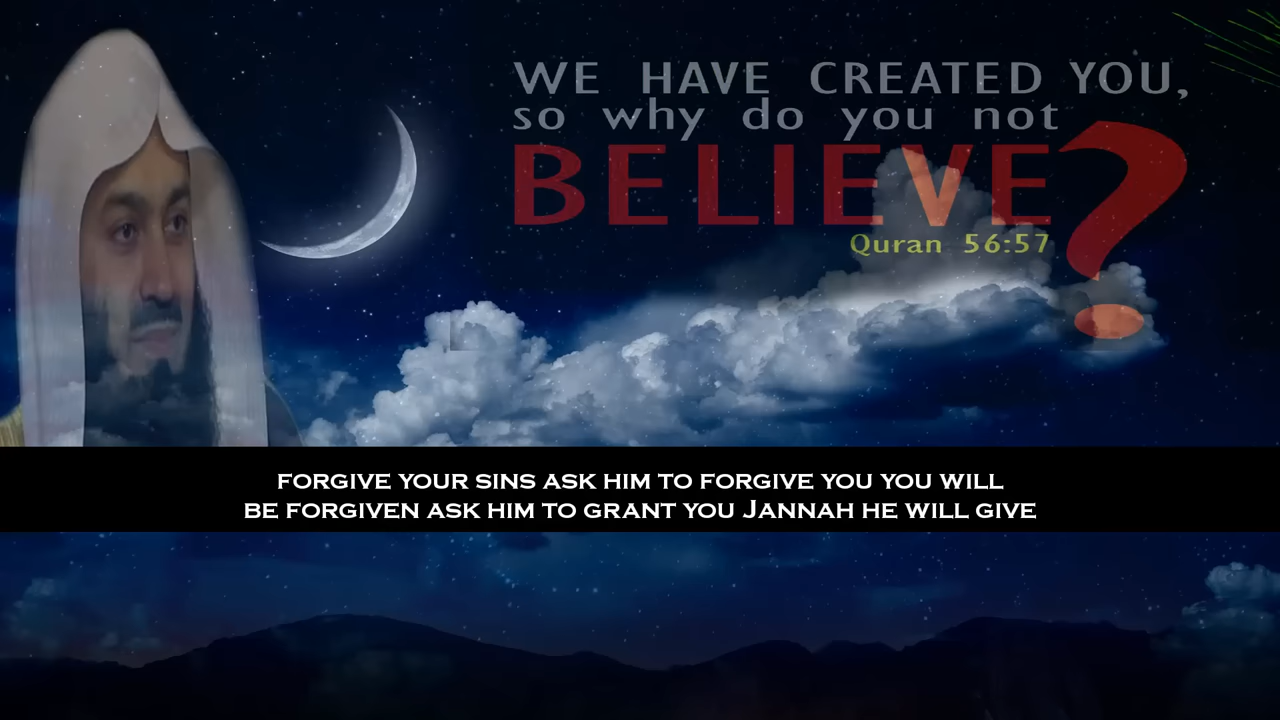 WE HAVE CREATED YOU,
so why do you not
BELIEVE?
Quran 56:57
FORGIVE YOUR SINS ASK HIM TO FORGIVE YOU YOU WILL
BE FORGIVEN ASK HIM TO GRANT YOU JANNAH HE WILL GIVE